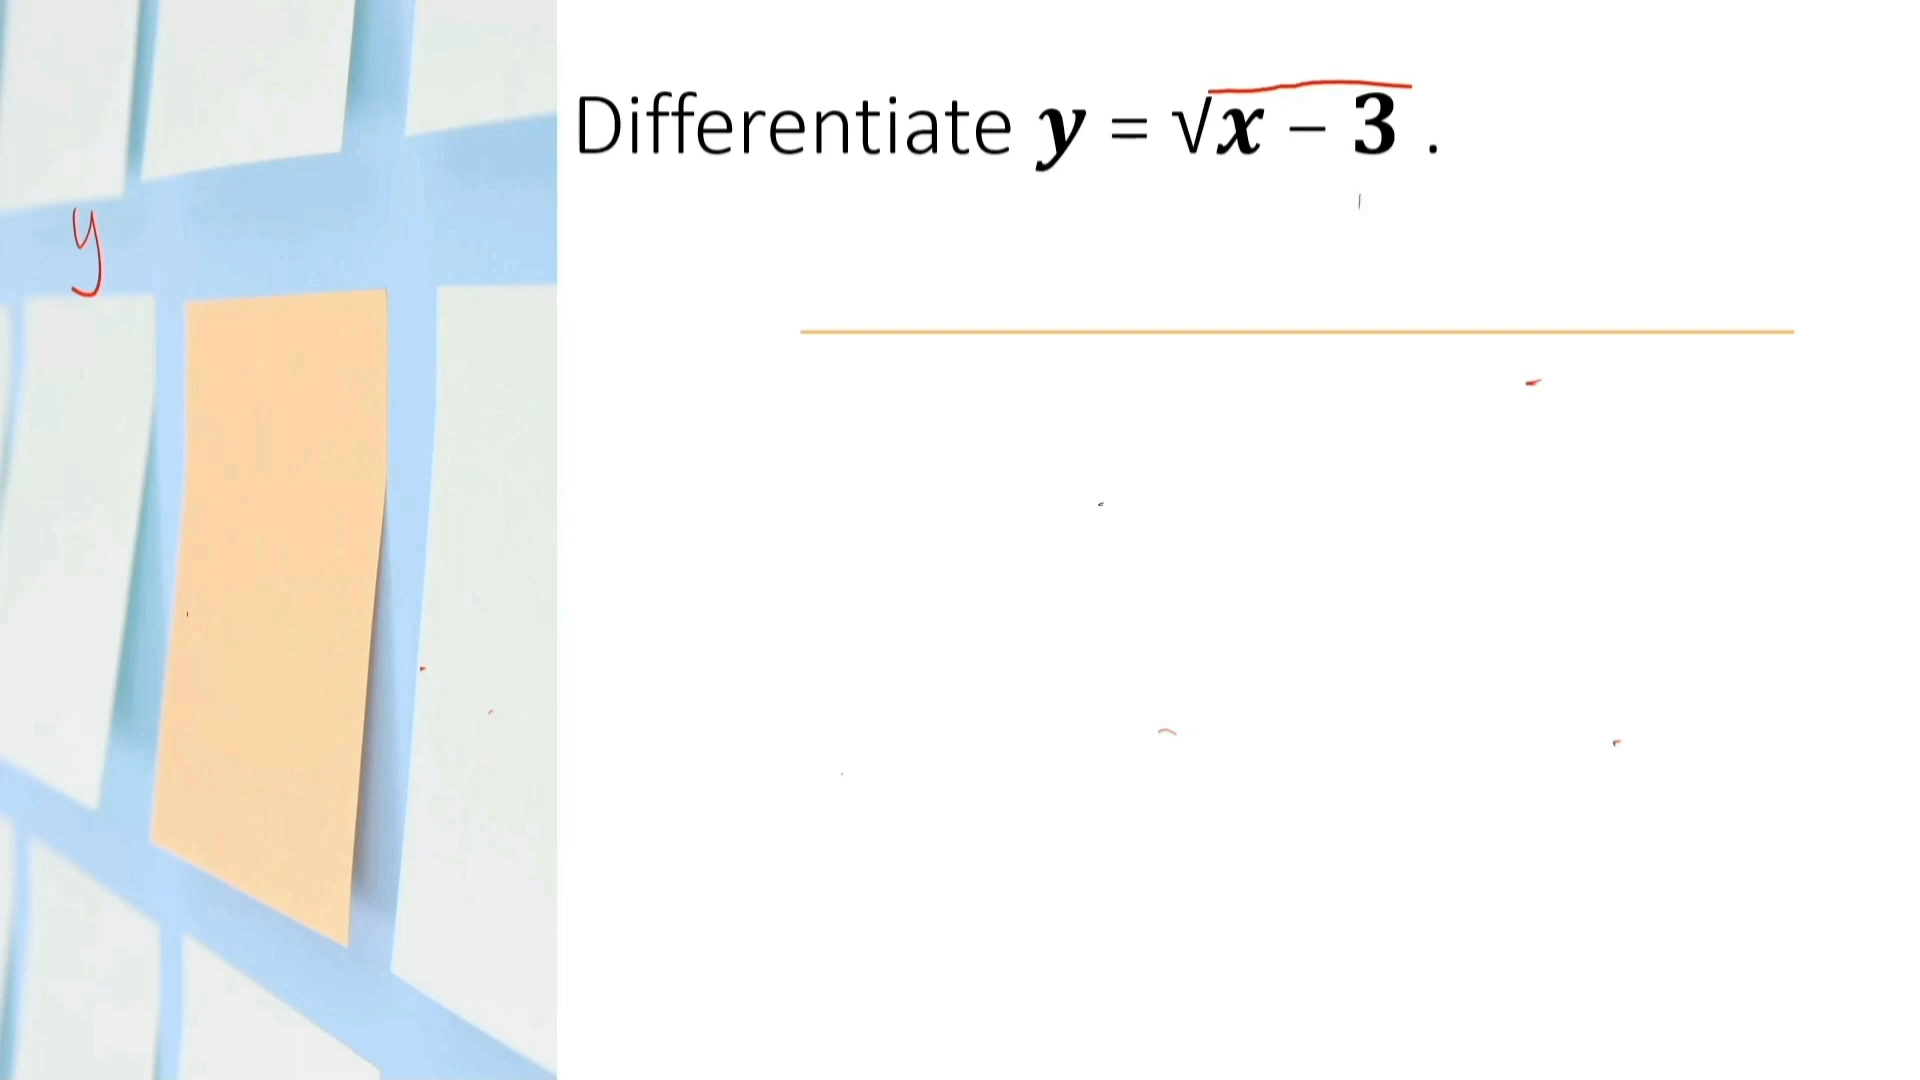 Differentiate y = √x − 3 .
y